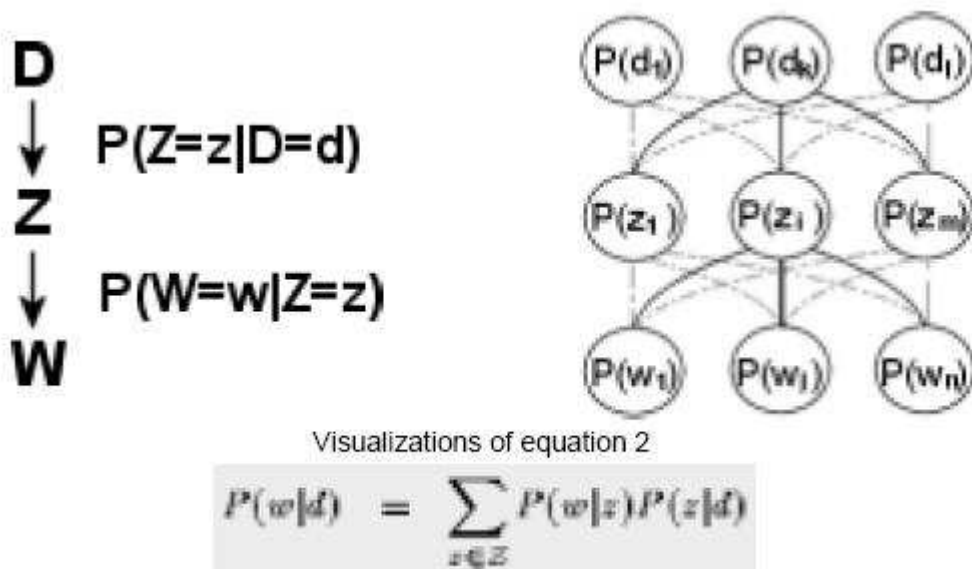 D
P(Z=z|D=d)
Z
P(W=w|Z=z)
W
P(d₁) P(dₖ) P(dₗ)
P(z₁) P(zᵢ) P(zₘ)
P(w₁) P(wⱼ) P(wₙ)
Visualizations of equation 2
P(w|d) = ∑ P(w|z)P(z|d)
z∈Z